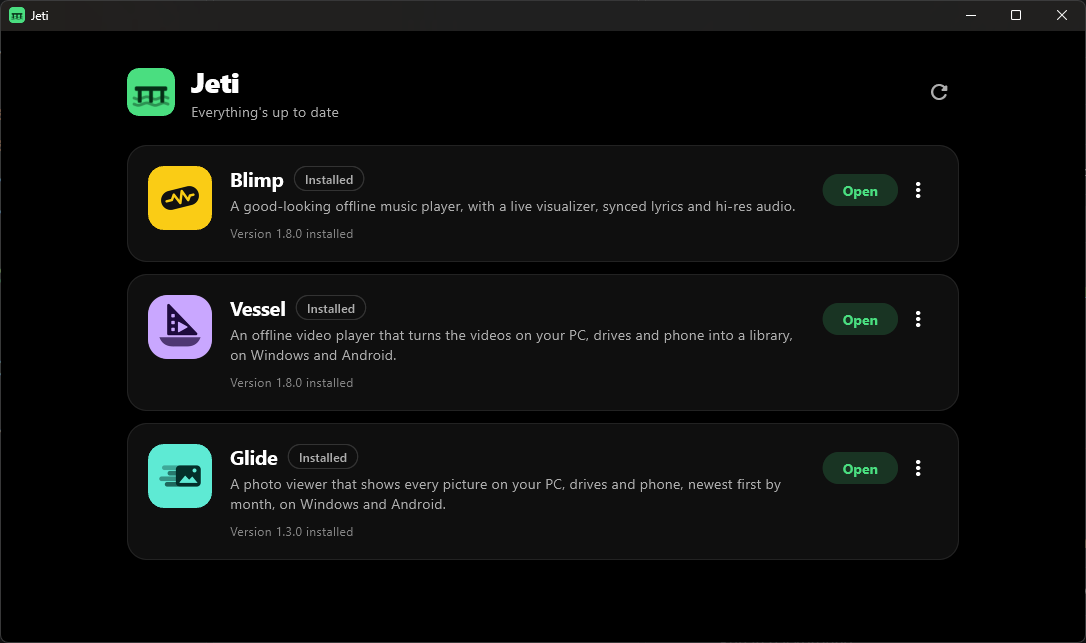 Jeti
Jeti
Everything's up to date
Blimp Installed
A good-looking offline music player, with a live visualizer, synced lyrics and hi-res audio.
Version 1.8.0 installed
Open
Vessel Installed
An offline video player that turns the videos on your PC, drives and phone into a library,
on Windows and Android.
Version 1.8.0 installed
Open
Glide Installed
A photo viewer that shows every picture on your PC, drives and phone, newest first by
month, on Windows and Android.
Version 1.3.0 installed
Open